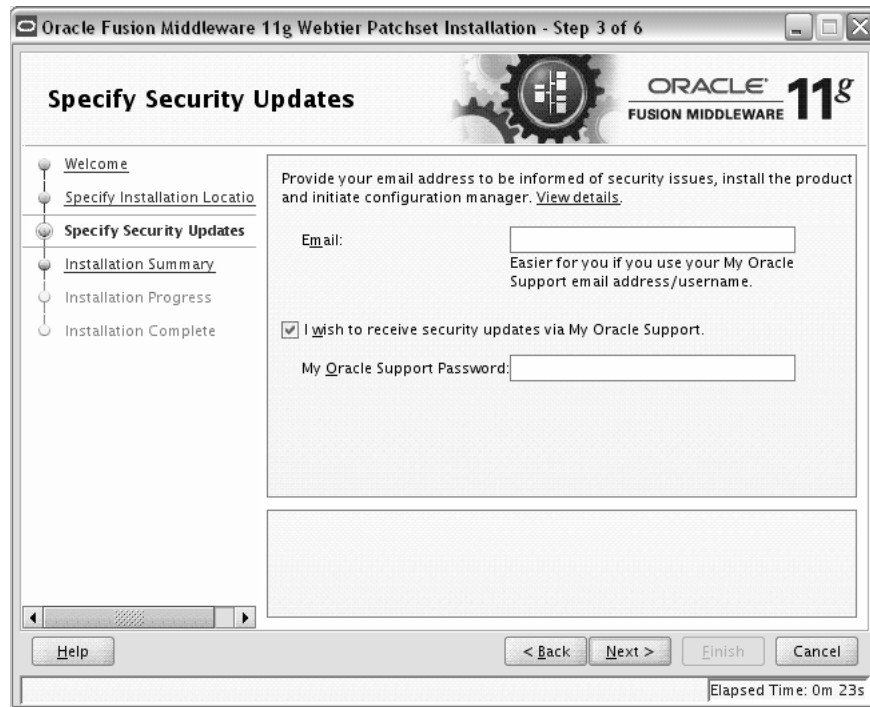 Oracle Fusion Middleware 11g Webtier Patchset Installation - Step 3 of 6
Specify Security Updates
ORACLE
FUSION MIDDLEWARE
11g
Welcome
Specify Installation Locatio
Specify Security Updates
Installation Summary
Installation Progress
Installation Complete
Provide your email address to be informed of security issues, install the product
and initiate configuration manager. View details.
Email:
Easier for you if you use your My Oracle
Support email address/username.
I wish to receive security updates via My Oracle Support.
My Oracle Support Password:
Help
< Back
Next >
Finish
Cancel
Elapsed Time: 0m 23s